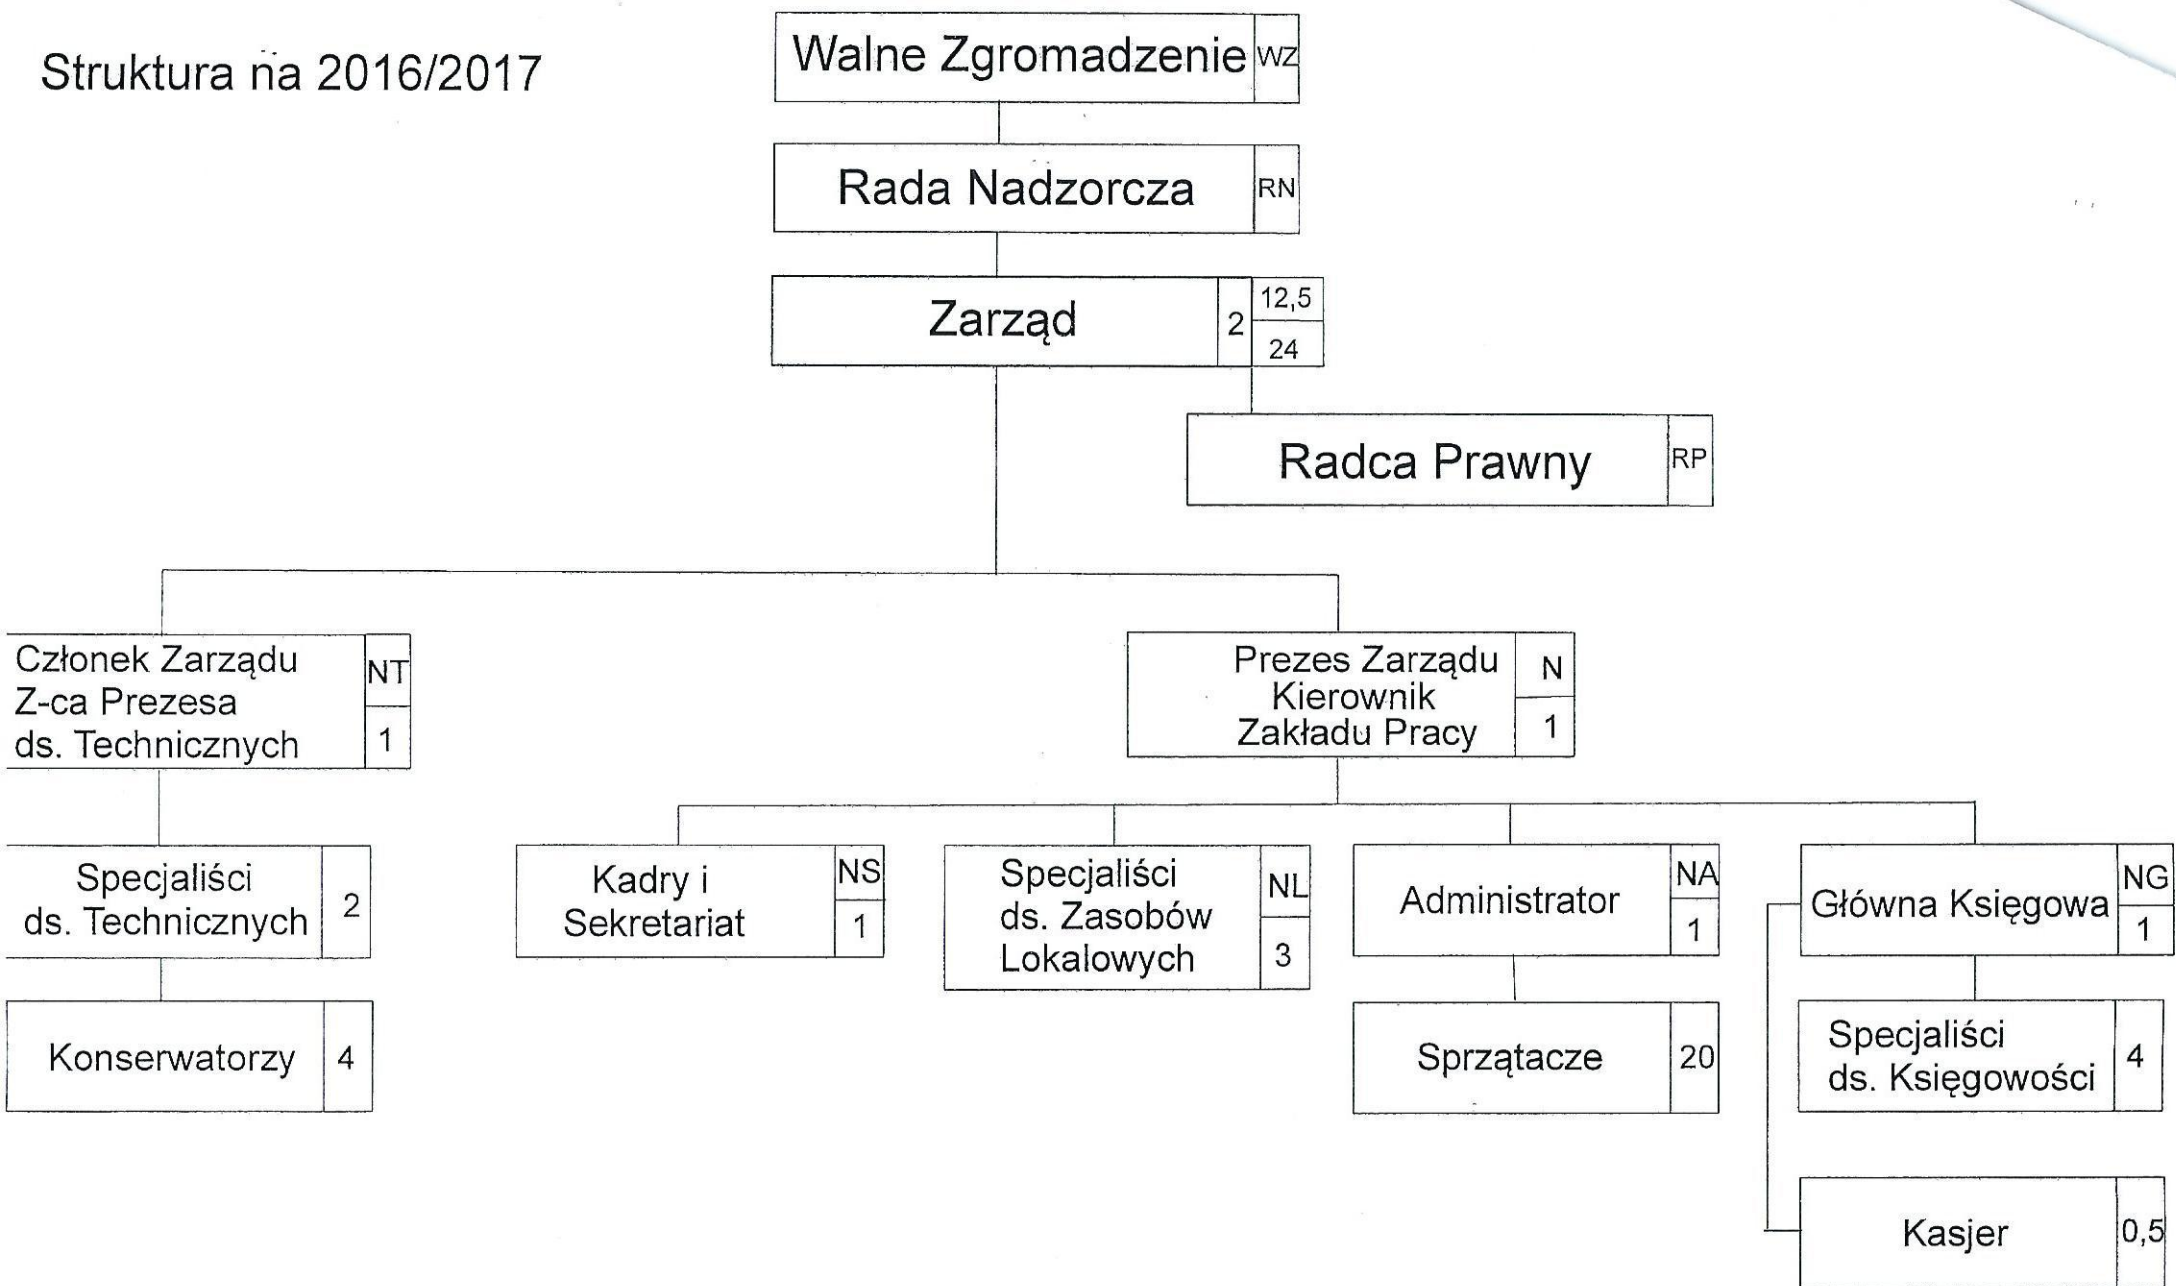 Struktura na 2016/2017
Walne Zgromadzenie WZ
Rada Nadzorcza RN
Zarząd 2 12,5
24
Radca Prawny RP
Członek Zarządu NT
Z-ca Prezesa
ds. Technicznych 1
Prezes Zarządu N
Kierownik
Zakładu Pracy 1
Specjaliści
ds. Technicznych 2
Kadry i NS
Sekretariat 1
Specjaliści NL
ds. Zasobów
Lokalowych 3
Administrator NA
1
Główna Księgowa NG
1
Konserwatorzy 4
Sprzątacze 20
Specjaliści
ds. Księgowości 4
Kasjer 0,5